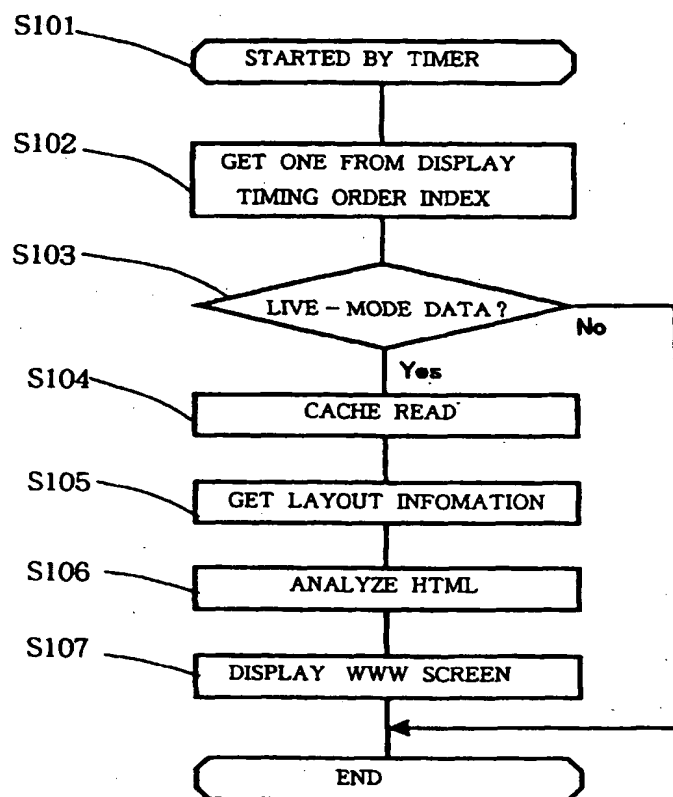 S101
STARTED BY TIMER
S102
GET ONE FROM DISPLAY
TIMING ORDER INDEX
S103
LIVE - MODE DATA?
No
Yes
S104
CACHE READ
S105
GET LAYOUT INFOMATION
S106
ANALYZE HTML
S107
DISPLAY WWW SCREEN
END